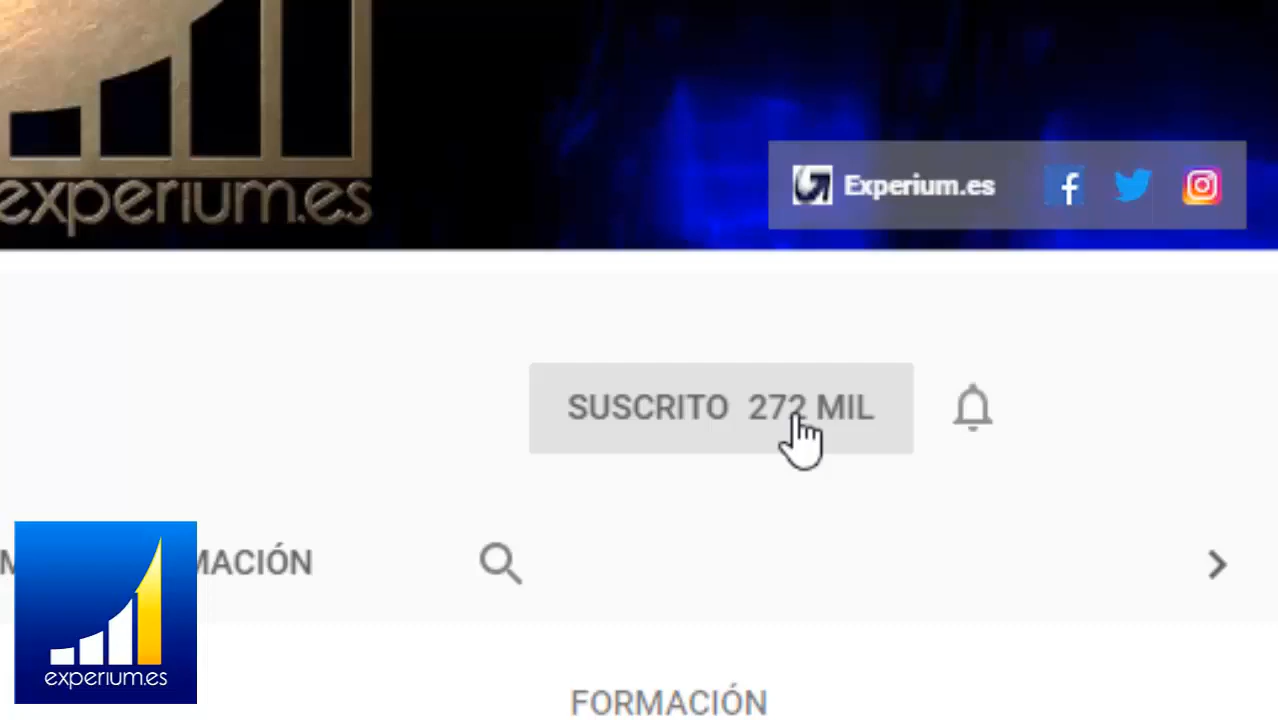 experium.es
Experium.es
SUSCRITO 272 MIL
MACIÓN
experium.es
FORMACIÓN